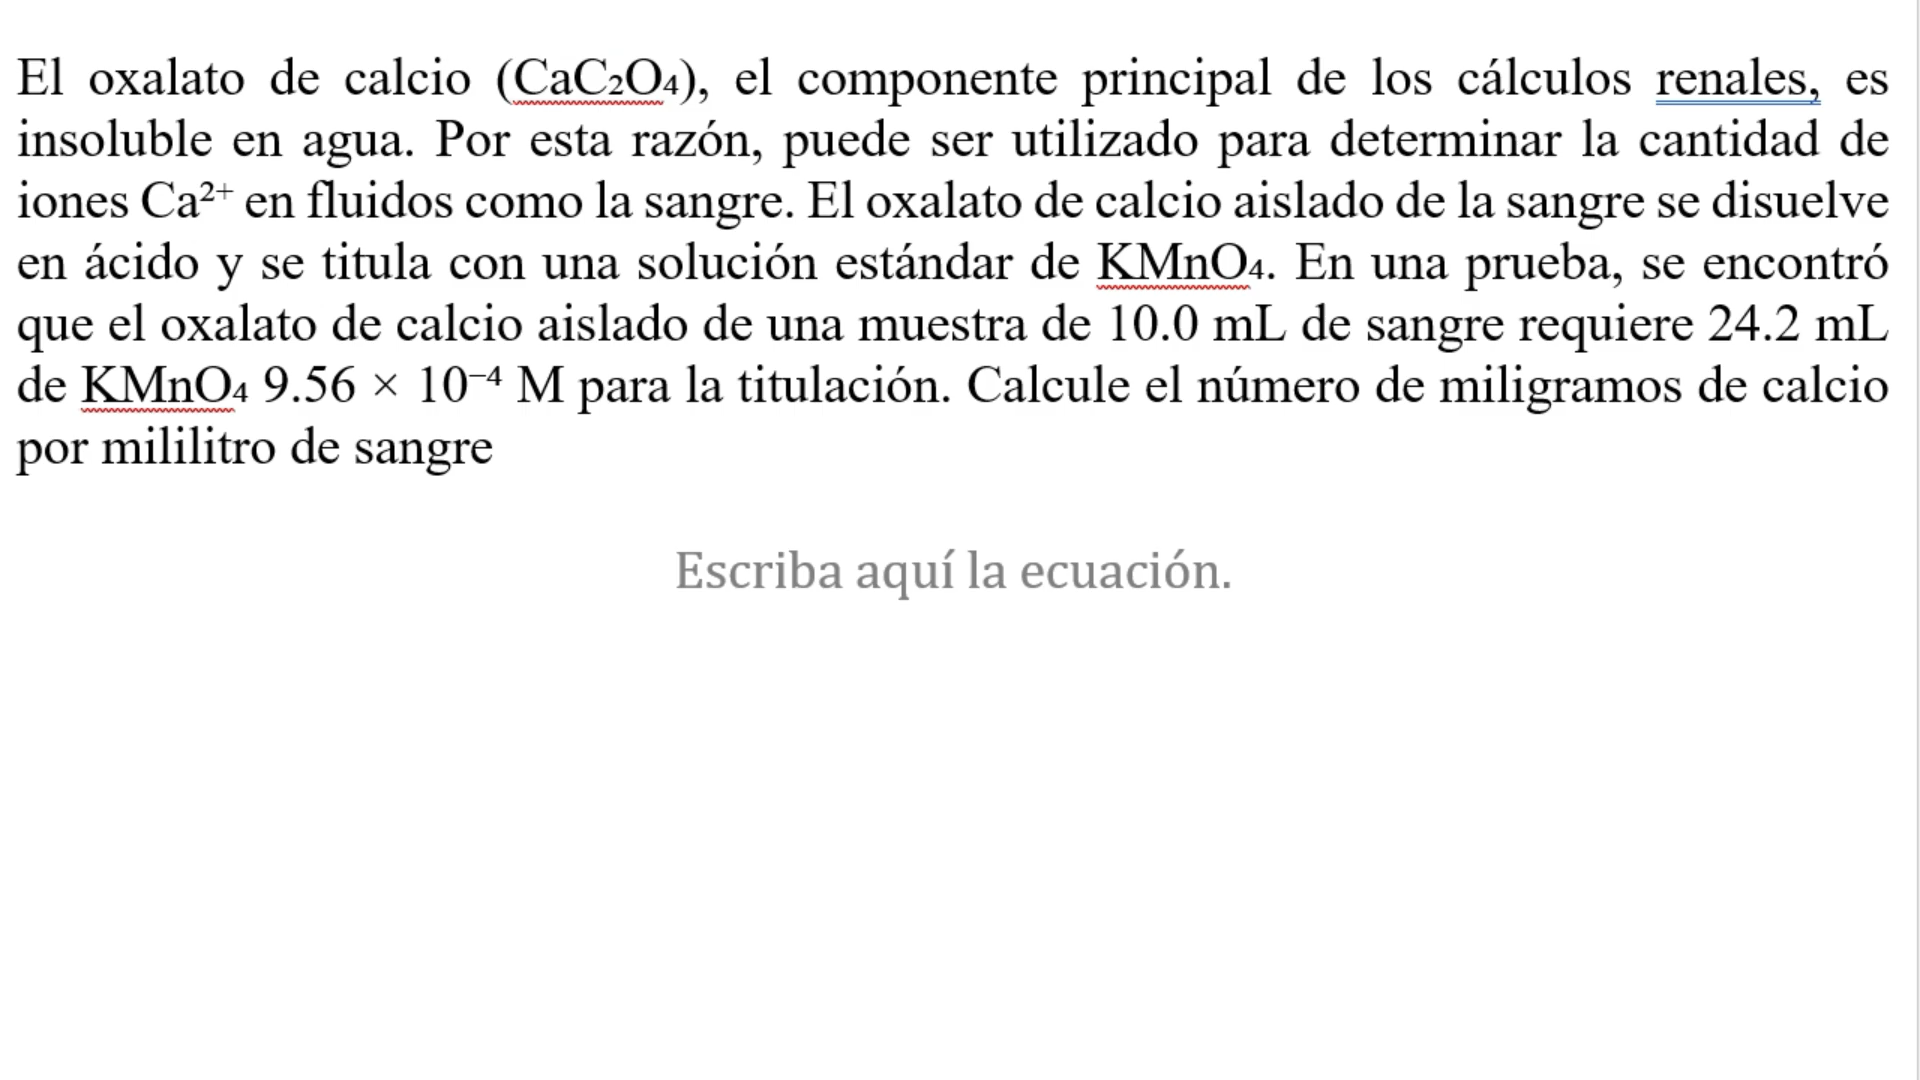 El oxalato de calcio (CaC₂O₄), el componente principal de los cálculos renales, es
insoluble en agua. Por esta razón, puede ser utilizado para determinar la cantidad de
iones Ca²⁺ en fluidos como la sangre. El oxalato de calcio aislado de la sangre se disuelve
en ácido y se titula con una solución estándar de KMnO₄. En una prueba, se encontró
que el oxalato de calcio aislado de una muestra de 10.0 mL de sangre requiere 24.2 mL
de KMnO₄ 9.56 × 10⁻⁴ M para la titulación. Calcule el número de miligramos de calcio
por mililitro de sangre
Escriba aquí la ecuación.